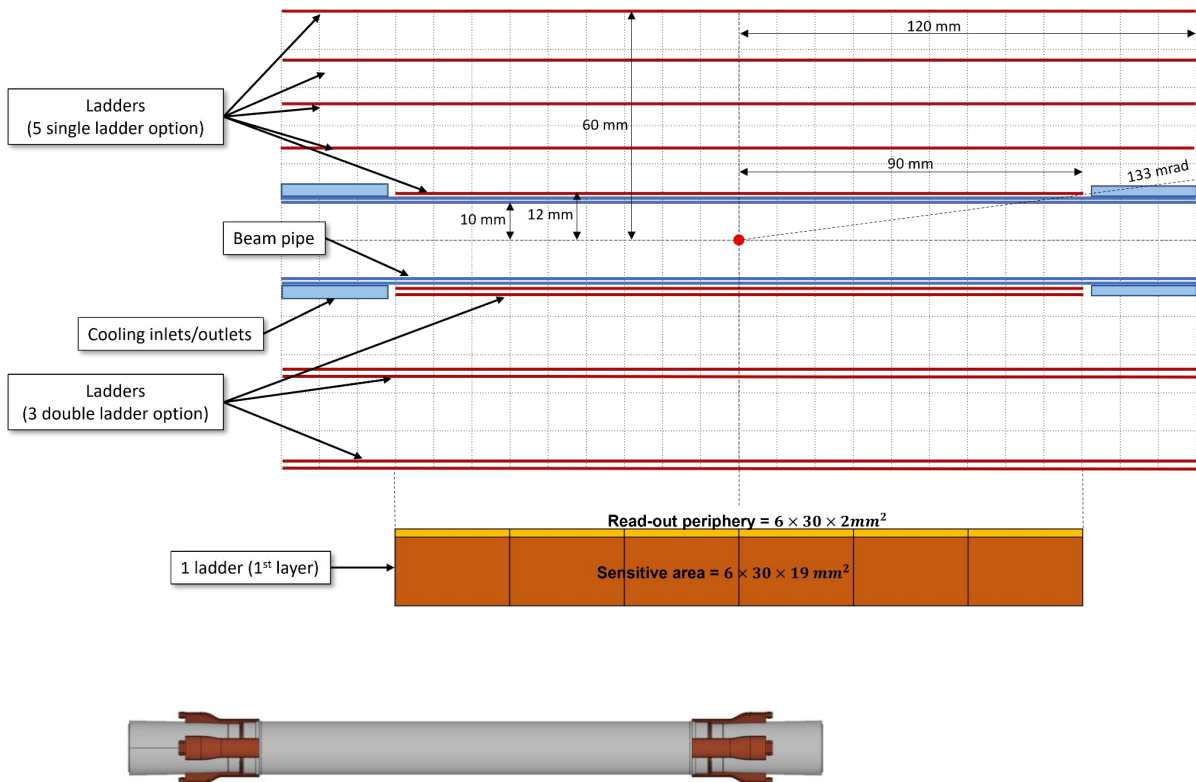 120 mm
Ladders
(5 single ladder option)
60 mm
90 mm
133 mrad
12 mm
10 mm
Beam pipe
Cooling inlets/outlets
Ladders
(3 double ladder option)
Read-out periphery = 6 × 30 × 2mm²
1 ladder (1st layer)
Sensitive area = 6 × 30 × 19 mm²